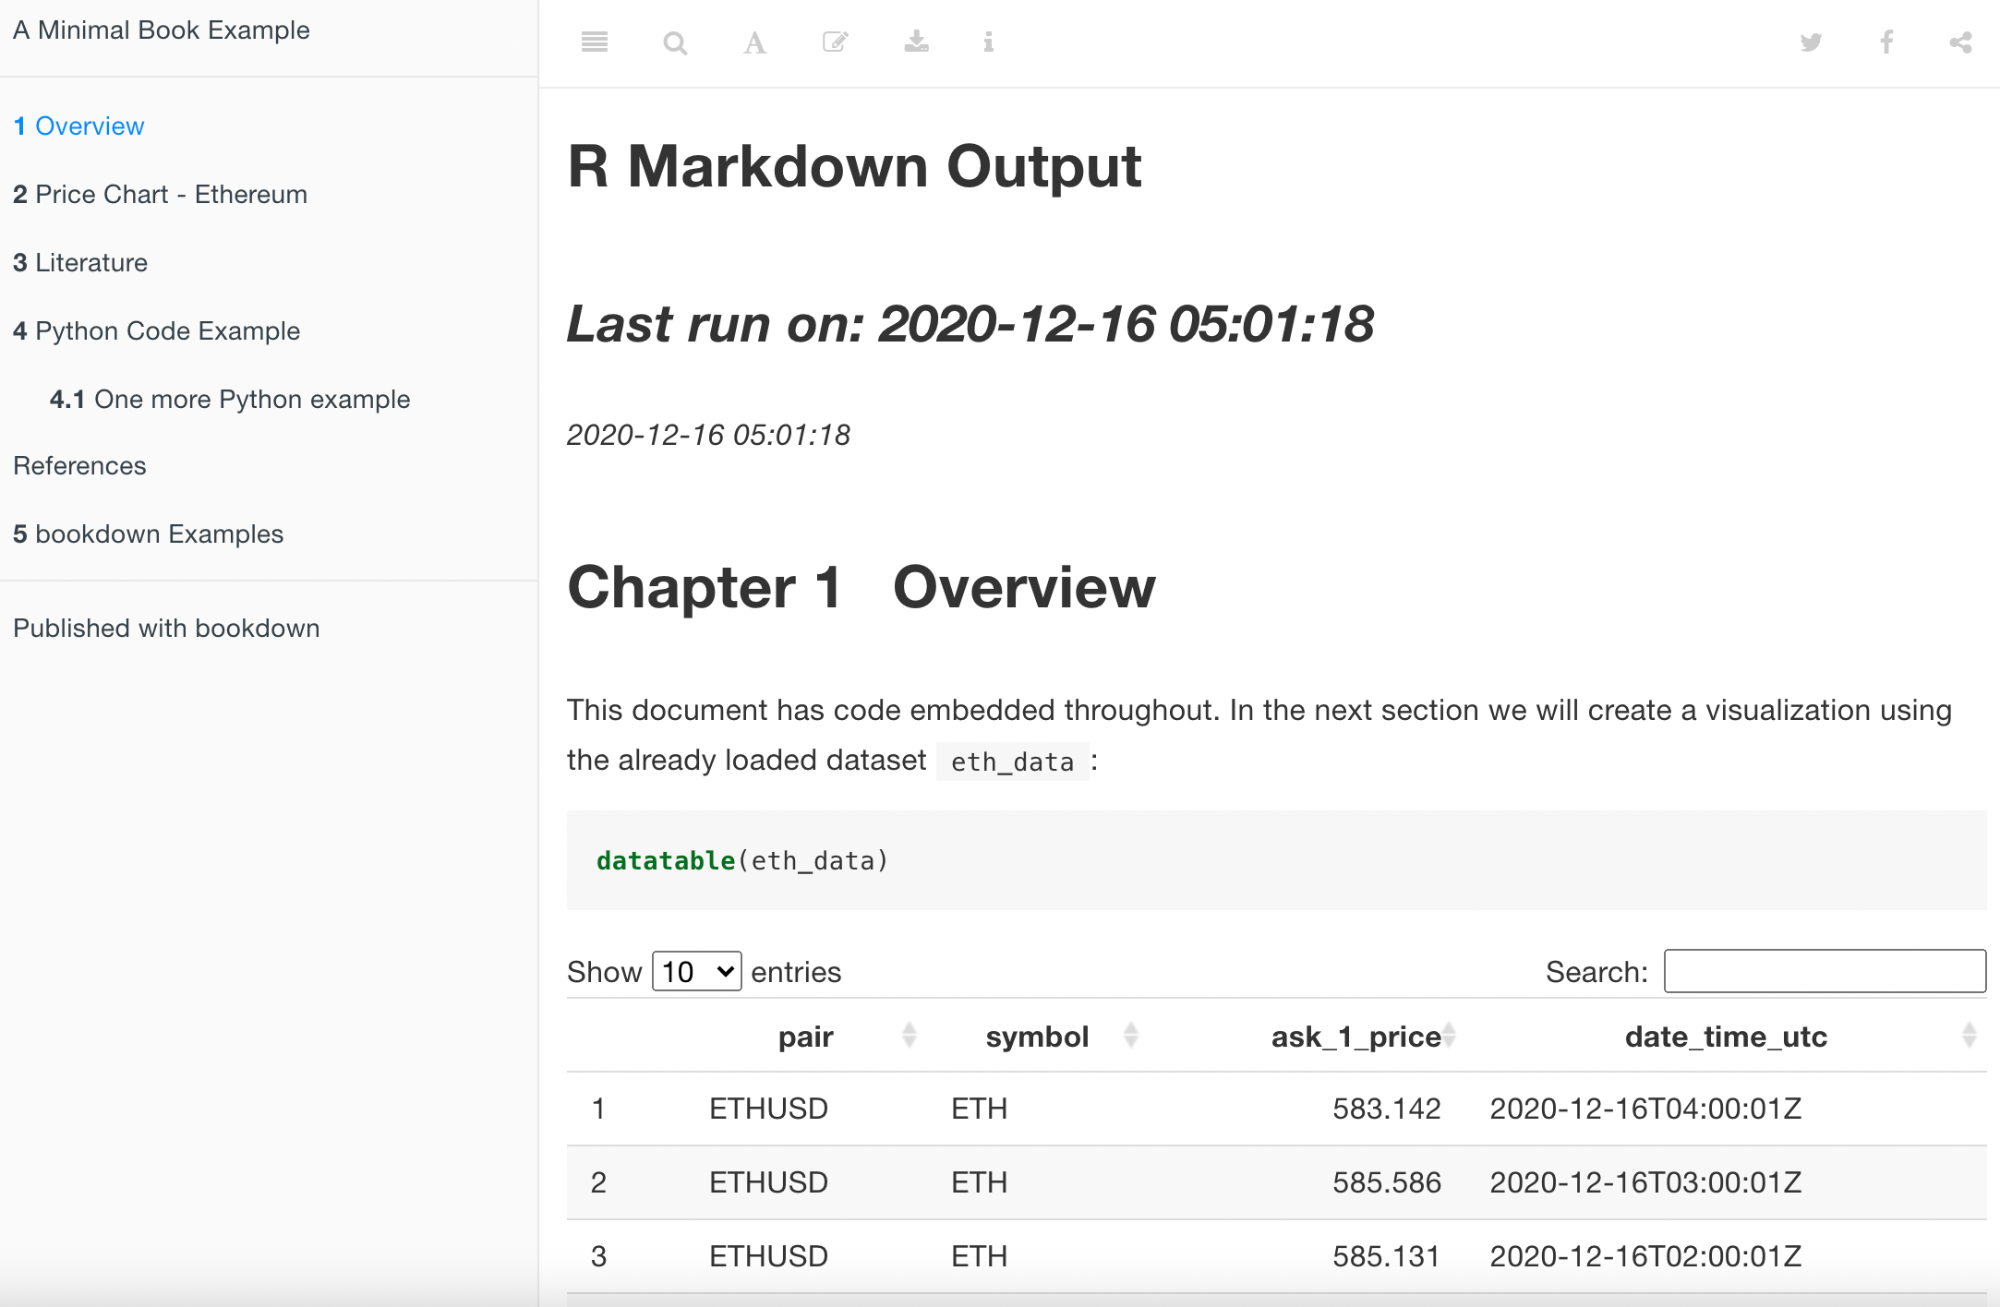 A Minimal Book Example
1 Overview
2 Price Chart - Ethereum
3 Literature
4 Python Code Example
4.1 One more Python example
References
5 bookdown Examples
Published with bookdown
R Markdown Output
Last run on: 2020-12-16 05:01:18
2020-12-16 05:01:18
Chapter 1 Overview
This document has code embedded throughout. In the next section we will create a visualization using
the already loaded dataset eth_data :
datatable(eth_data)
Show 10 entries Search:
pair symbol ask_1_price date_time_utc
1 ETHUSD ETH 583.142 2020-12-16T04:00:01Z
2 ETHUSD ETH 585.586 2020-12-16T03:00:01Z
3 ETHUSD ETH 585.131 2020-12-16T02:00:01Z